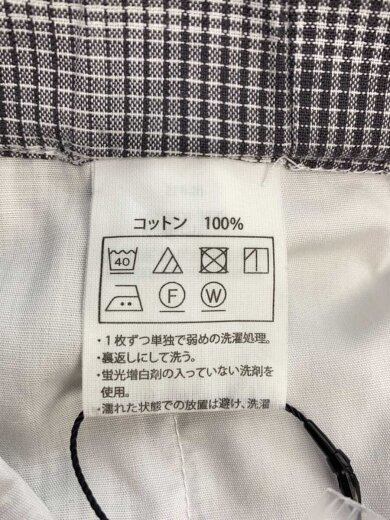 コットン 100%
40
F W
・1枚ずつ単独で弱めの洗濯処理。
・裏返しにして洗う。
・蛍光増白剤の入っていない洗剤を
使用。
・濡れた状態での放置は避け、洗濯